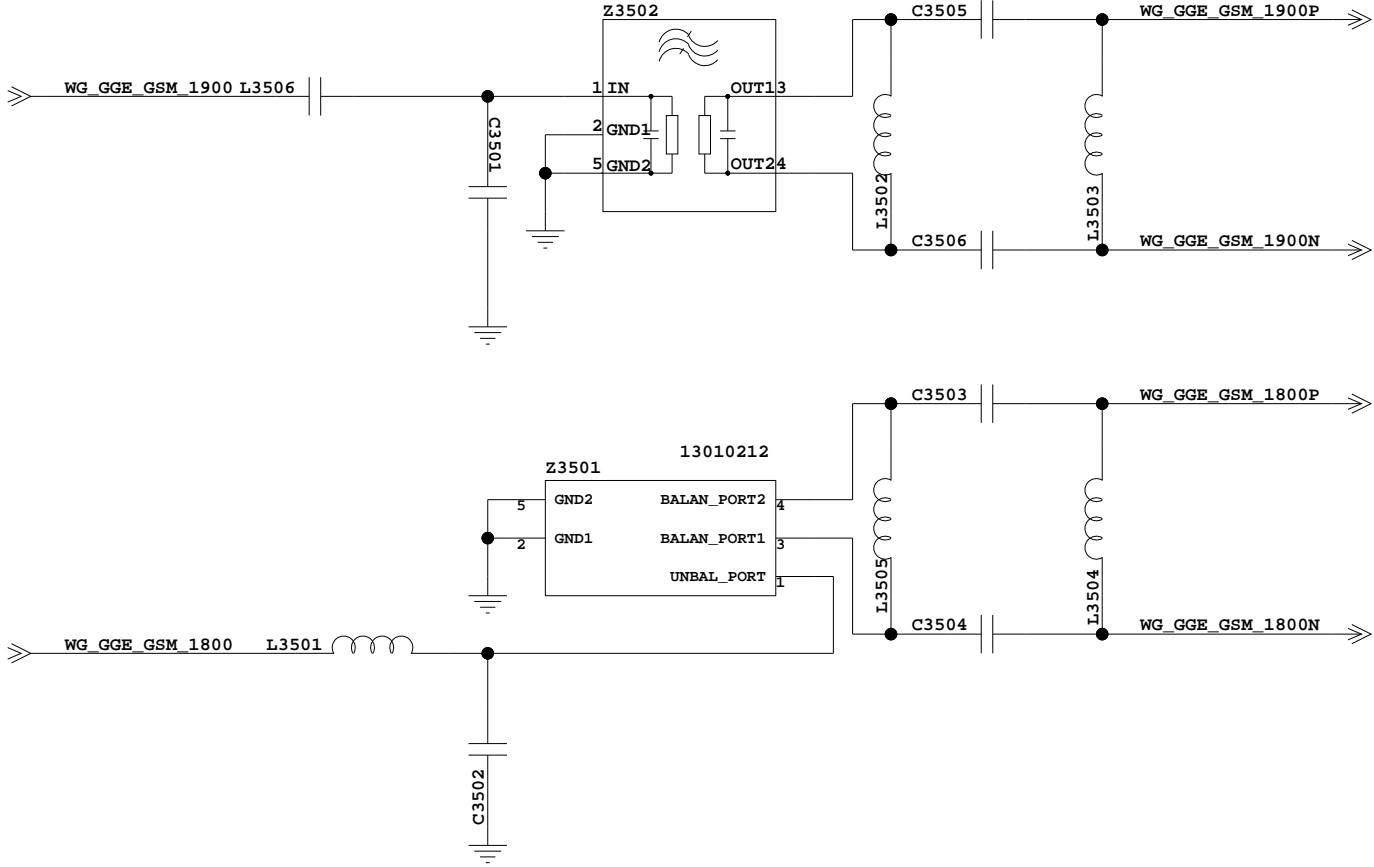 Z3502
C3505
WG_GGE_GSM_1900P
WG_GGE_GSM_1900
L3506
1
IN
OUT1
3
C3501
2
GND1
5
GND2
OUT2
4
L3502
L3503
C3506
WG_GGE_GSM_1900N
C3503
WG_GGE_GSM_1800P
13010212
Z3501
5
GND2
BALAN_PORT2
4
2
GND1
BALAN_PORT1
3
UNBAL_PORT
1
L3505
L3504
C3504
WG_GGE_GSM_1800N
WG_GGE_GSM_1800
L3501
C3502